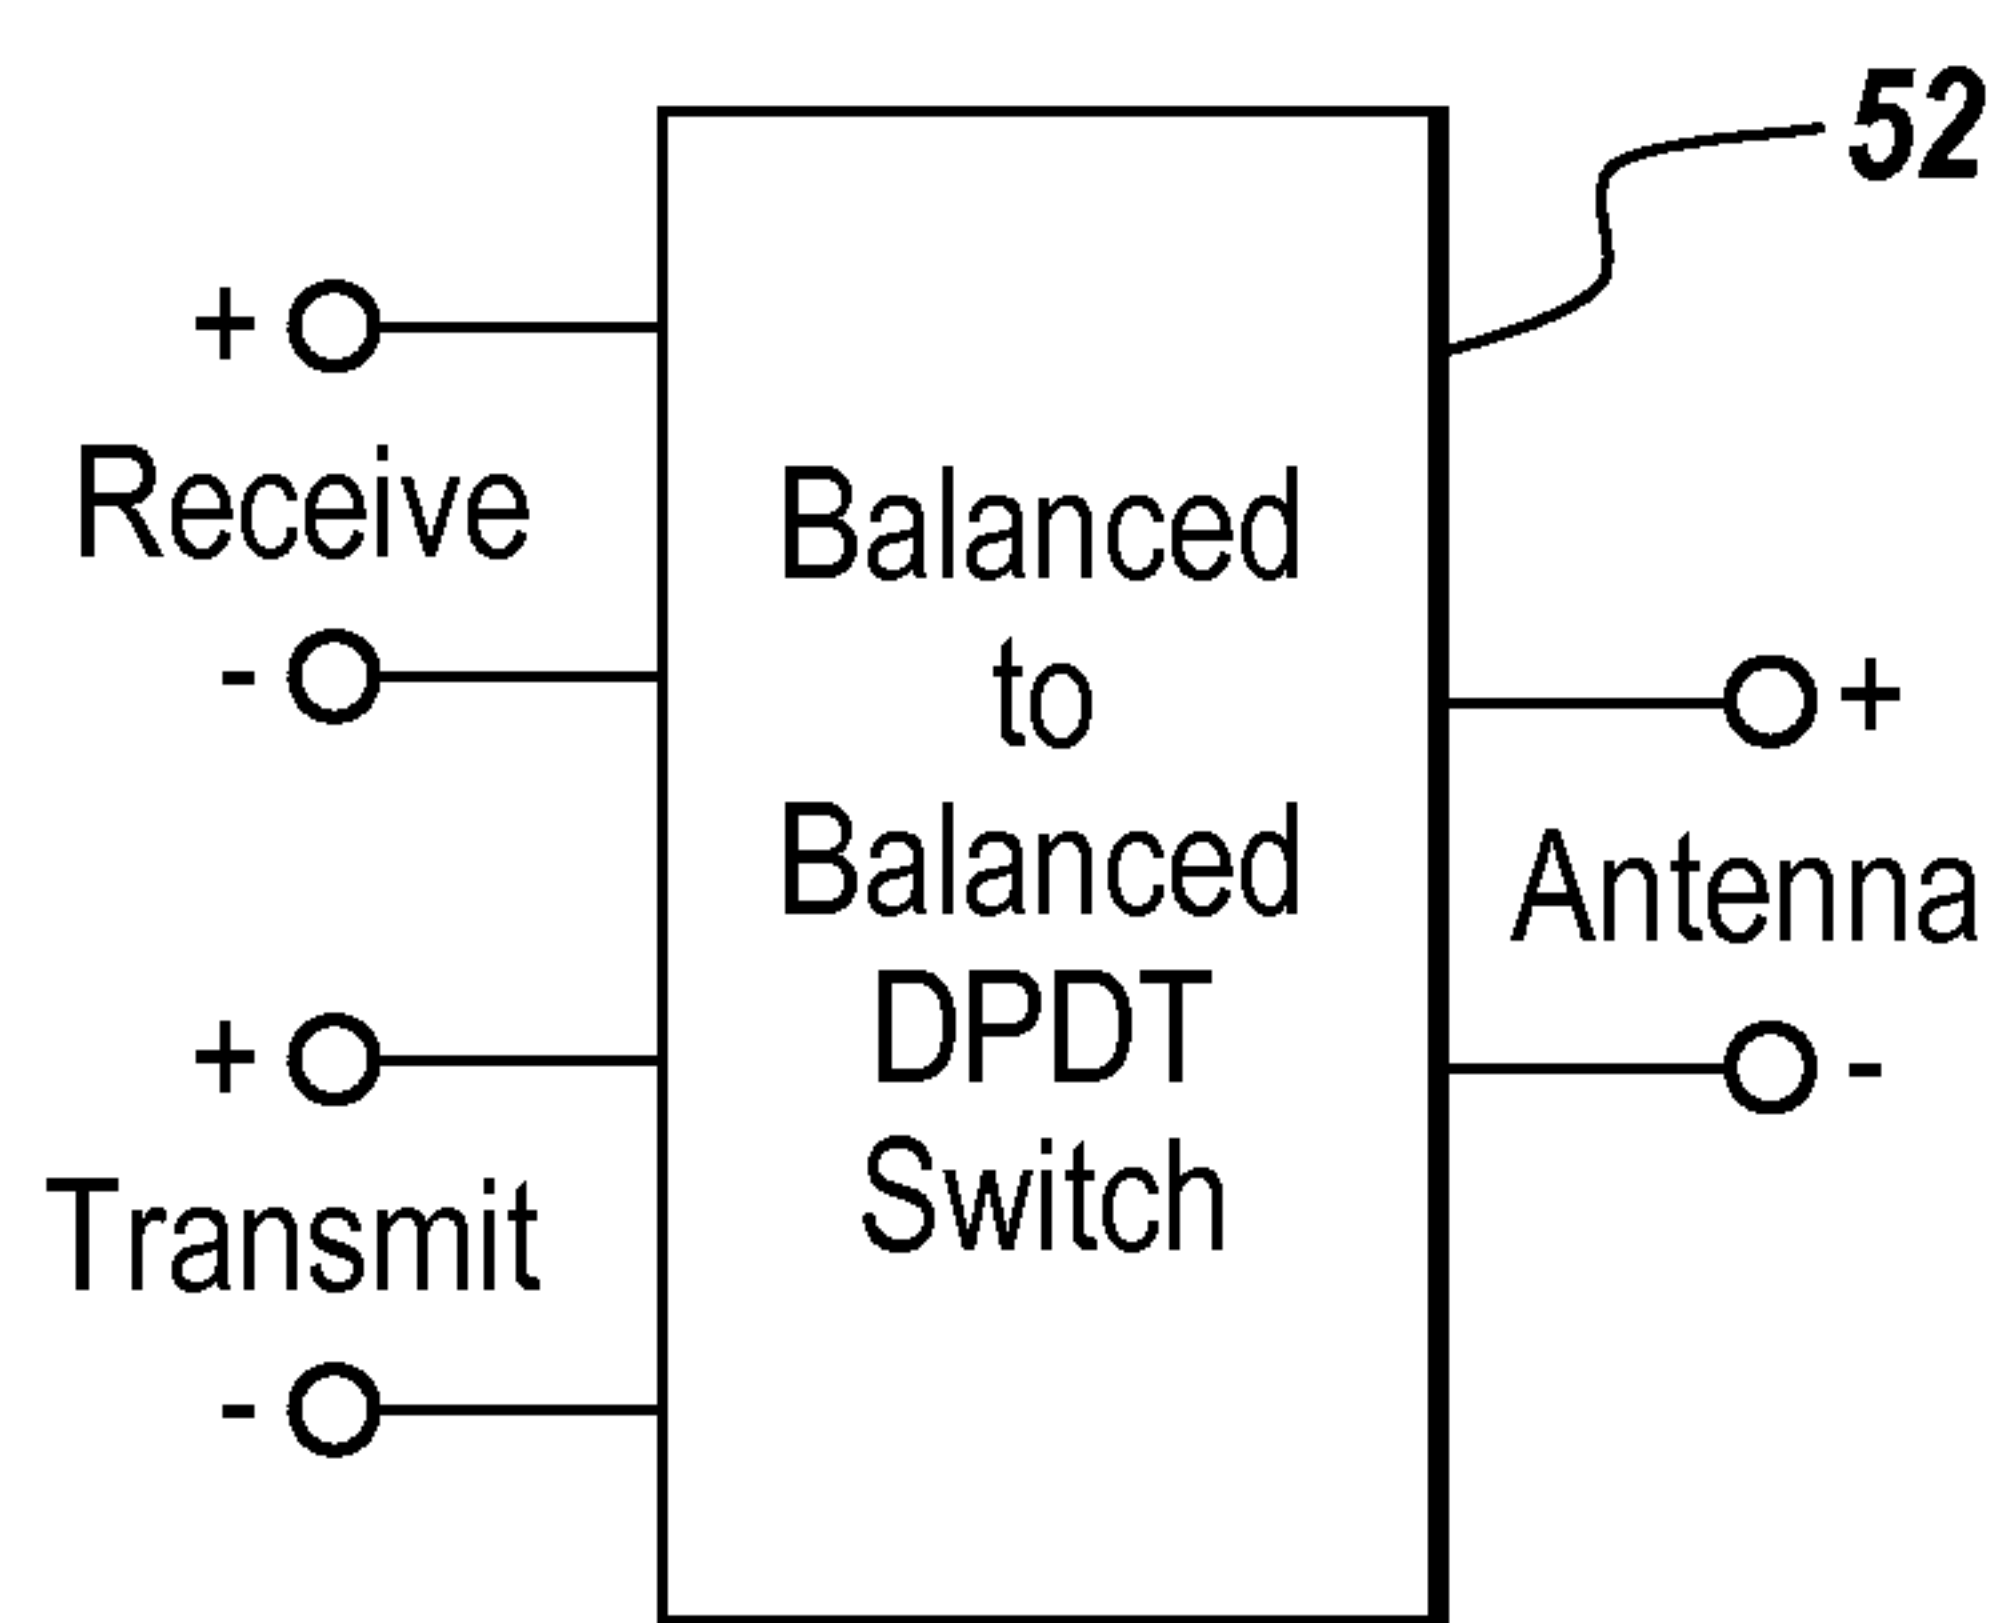 52
+
Receive
-
+
Transmit
-
Balanced
to
Balanced
DPDT
Switch
+
Antenna
-